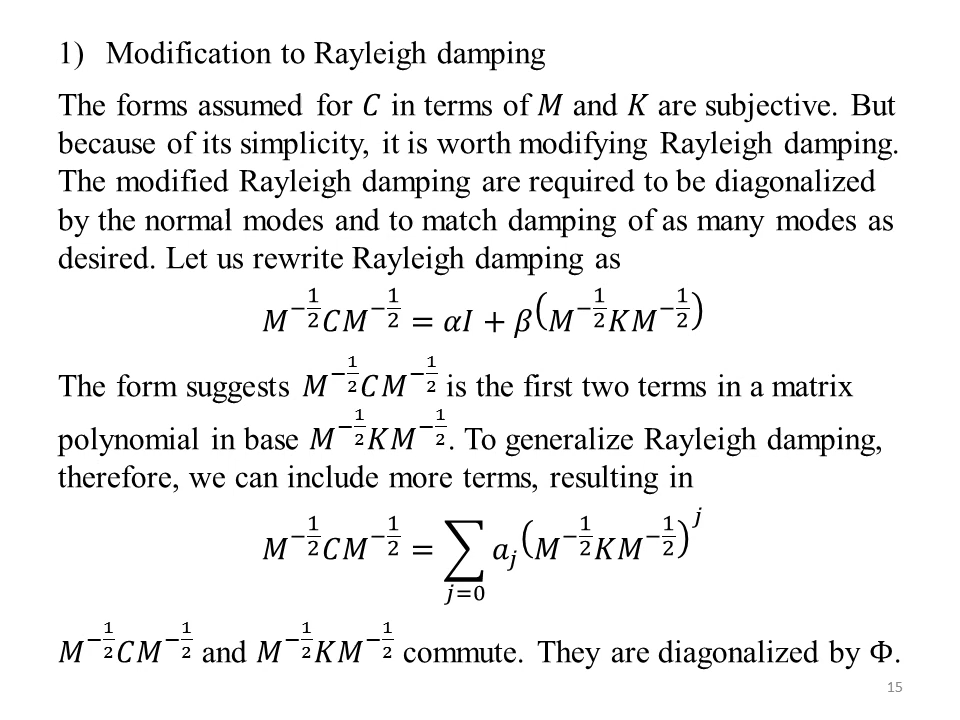 1) Modification to Rayleigh damping
The forms assumed for 𝐶 in terms of 𝑀 and 𝐾 are subjective. But
because of its simplicity, it is worth modifying Rayleigh damping.
The modified Rayleigh damping are required to be diagonalized
by the normal modes and to match damping of as many modes as
desired. Let us rewrite Rayleigh damping as
𝑀^{−1/2}𝐶𝑀^{−1/2} = 𝛼𝐼 + 𝛽(𝑀^{−1/2}𝐾𝑀^{−1/2})
The form suggests 𝑀^{−1/2}𝐶𝑀^{−1/2} is the first two terms in a matrix
polynomial in base 𝑀^{−1/2}𝐾𝑀^{−1/2}. To generalize Rayleigh damping,
therefore, we can include more terms, resulting in
𝑀^{−1/2}𝐶𝑀^{−1/2} = ∑_{𝑗=0} 𝑎_𝑗(𝑀^{−1/2}𝐾𝑀^{−1/2})^𝑗
𝑀^{−1/2}𝐶𝑀^{−1/2} and 𝑀^{−1/2}𝐾𝑀^{−1/2} commute. They are diagonalized by Φ.
15